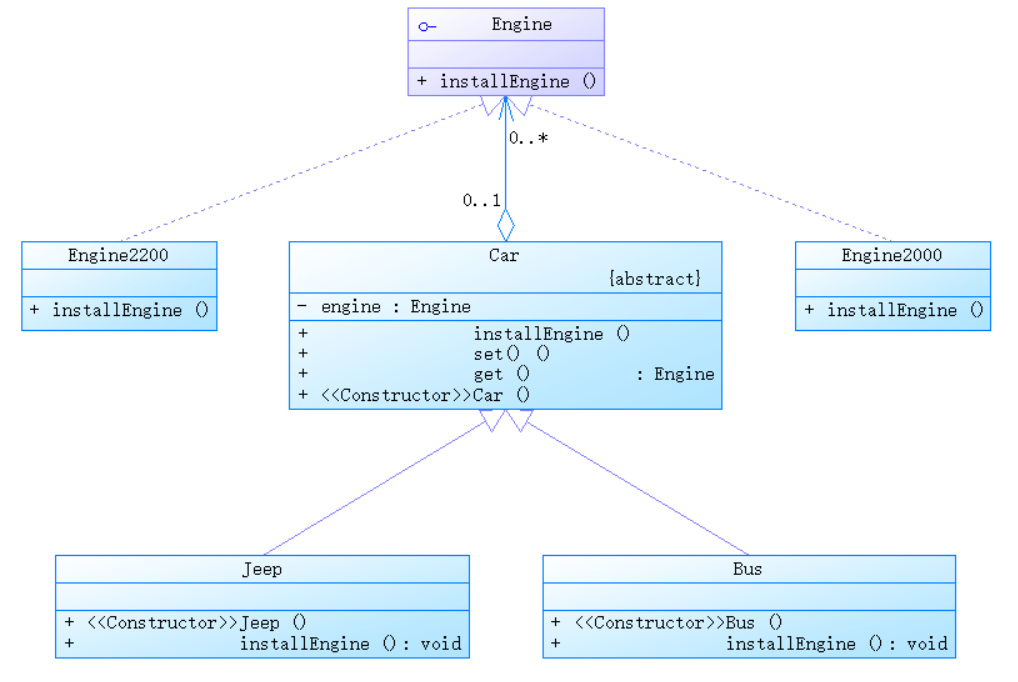 Engine
+ installEngine ()
0..*
0..1
Engine2200
+ installEngine ()
Car
{abstract}
- engine : Engine
+ installEngine ()
+ set() ()
+ get () : Engine
+ <<Constructor>>Car ()
Engine2000
+ installEngine ()
Jeep
+ <<Constructor>>Jeep ()
+ installEngine (): void
Bus
+ <<Constructor>>Bus ()
+ installEngine (): void